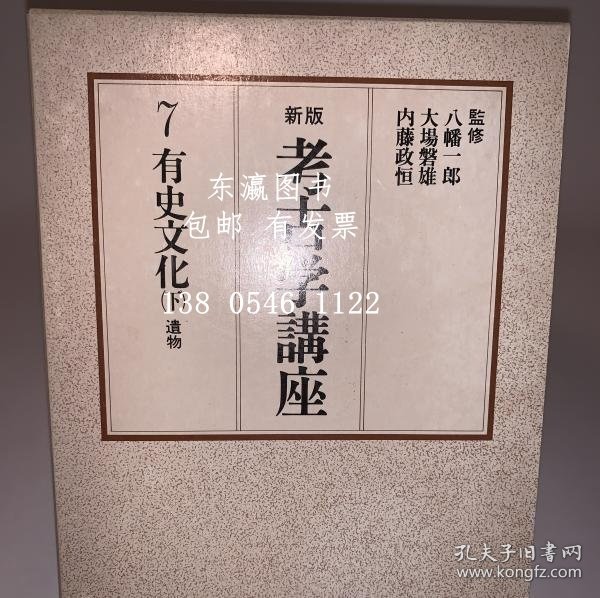 監修
八幡一郎
大場磐雄
内藤政恒
新版
考古学講座
7 有史文化(下) 遺物
东瀛图书
包邮 有发票
138 0546 1122
孔夫子旧书网
www.kongfz.com